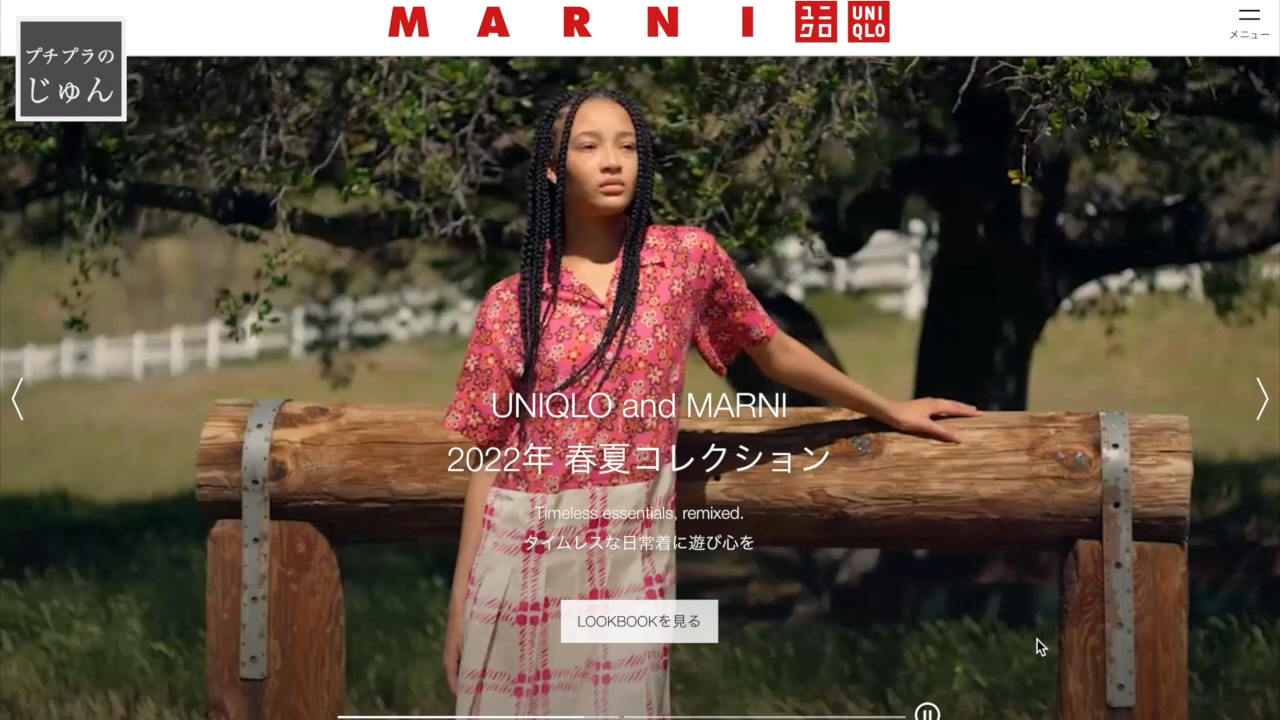 MARNI ユニクロ UNIQLO
メニュー
プチプラの
じゅん
UNIQLO and MARNI
2022年 春夏コレクション
Timeless essentials, remixed.
タイムレスな日常着に遊び心を
LOOKBOOKを見る